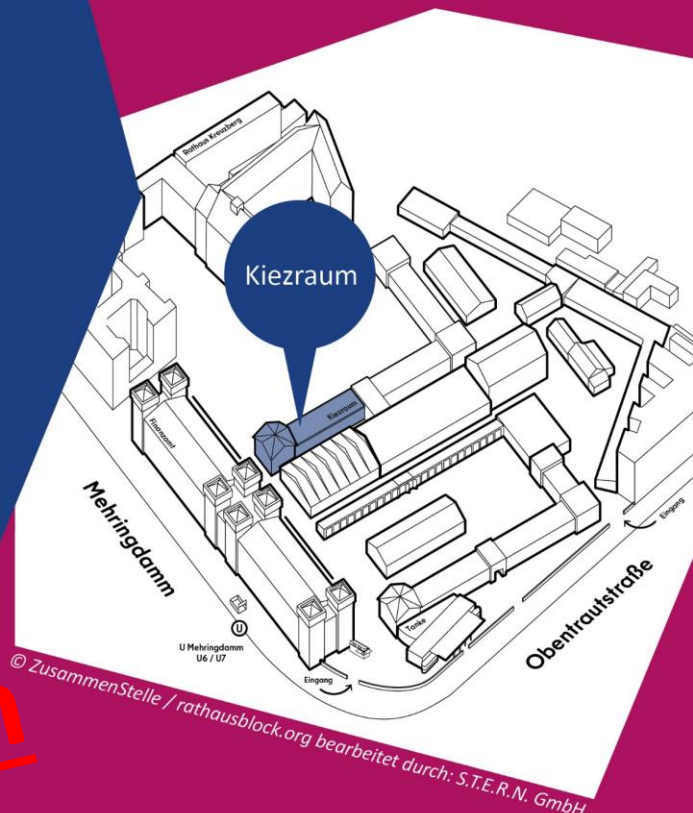 Rathaus Kreuzberg
Kiezraum
Kiezraum
Finanzamt
Mehringdamm
Eingang
Obentrautstraße
Tanke
U
U Mehringdamm
U6 / U7
Eingang
© ZusammenStelle / rathausblock.org bearbeitet durch: S.T.E.R.N. GmbH